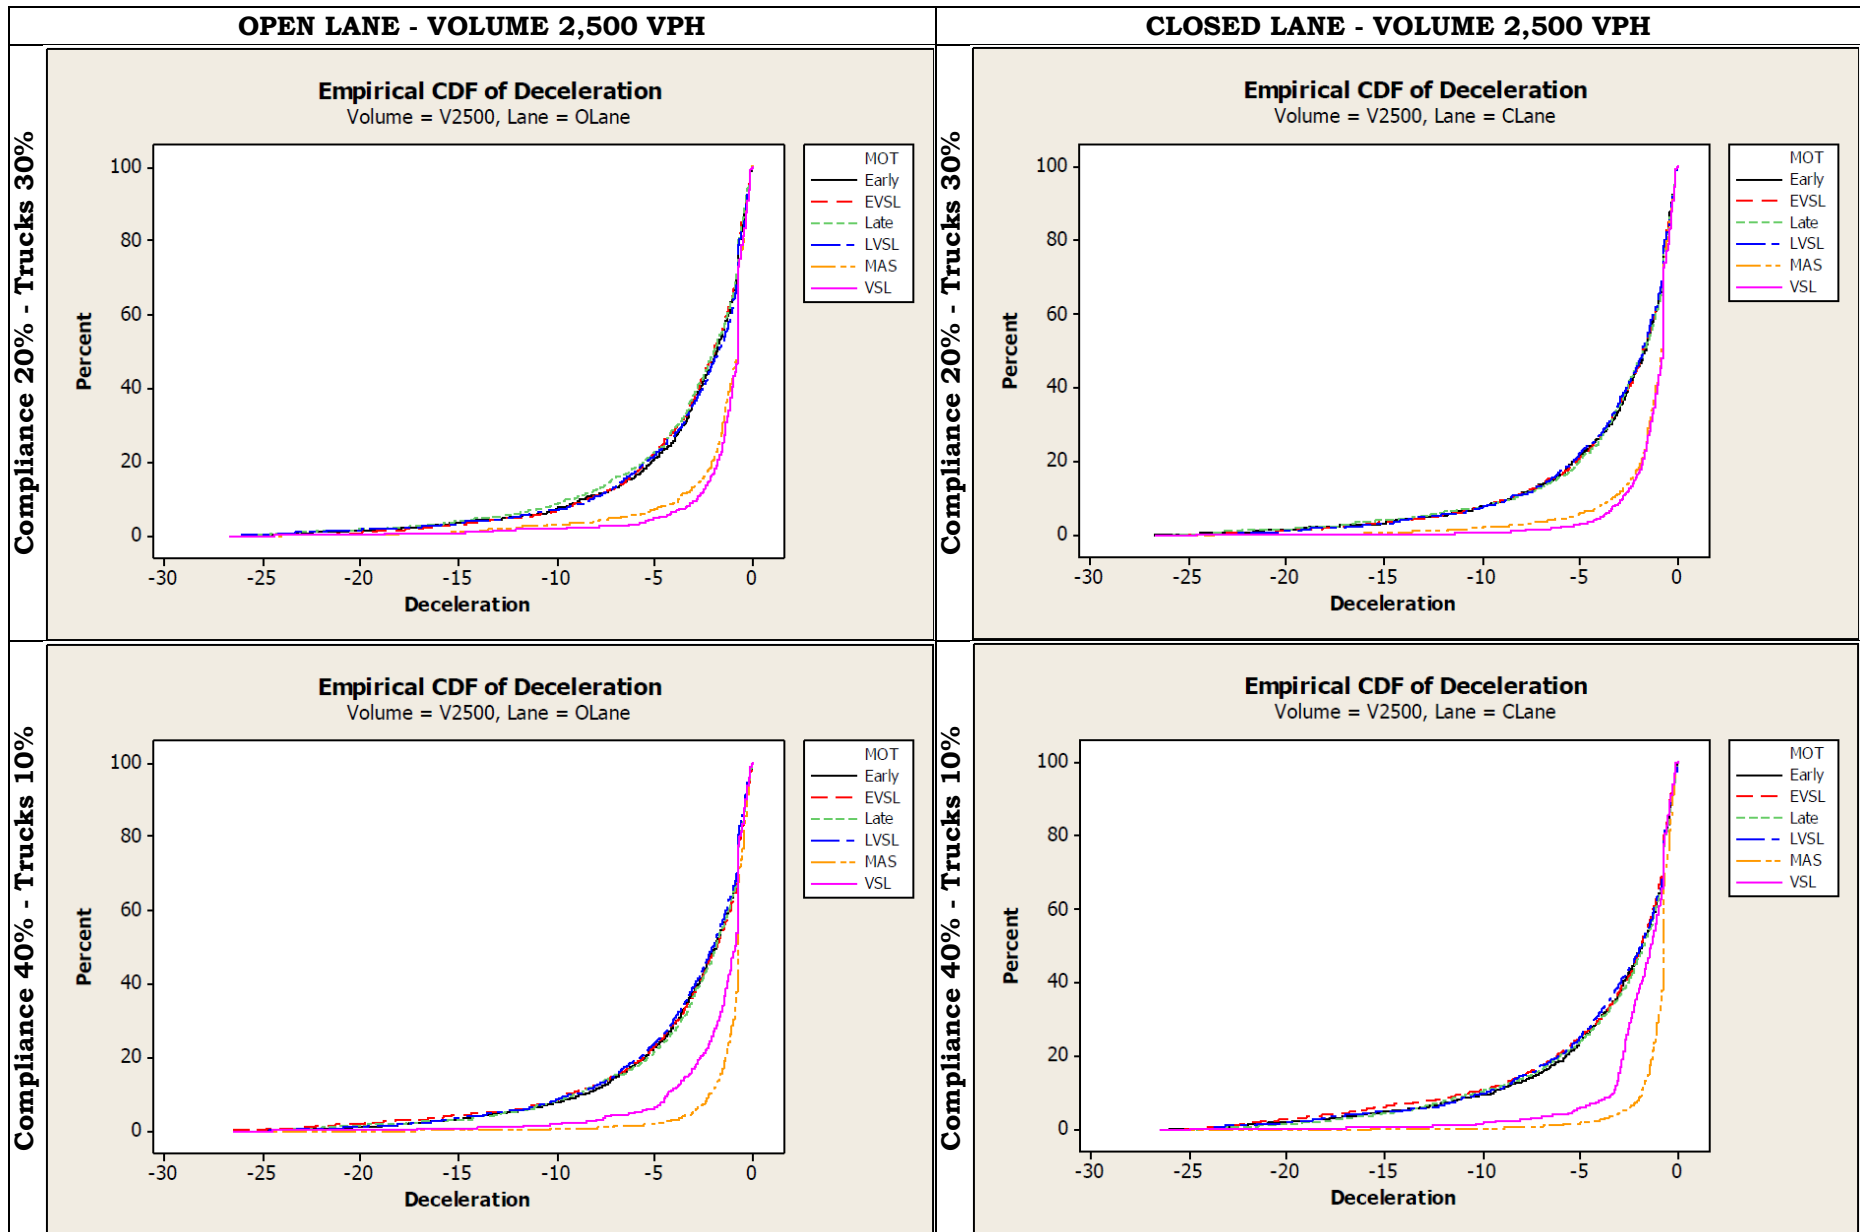 OPEN LANE - VOLUME 2,500 VPH
CLOSED LANE - VOLUME 2,500 VPH
Compliance 20% - Trucks 30%
Empirical CDF of Deceleration
Volume = V2500, Lane = OLane
Percent
100
80
60
40
20
0
-30 -25 -20 -15 -10 -5 0
Deceleration
MOT
Early
EVSL
Late
LVSL
MAS
VSL
Compliance 20% - Trucks 30%
Empirical CDF of Deceleration
Volume = V2500, Lane = CLane
Percent
100
80
60
40
20
0
-30 -25 -20 -15 -10 -5 0
Deceleration
MOT
Early
EVSL
Late
LVSL
MAS
VSL
Compliance 40% - Trucks 10%
Empirical CDF of Deceleration
Volume = V2500, Lane = OLane
Percent
100
80
60
40
20
0
-30 -25 -20 -15 -10 -5 0
Deceleration
MOT
Early
EVSL
Late
LVSL
MAS
VSL
Compliance 40% - Trucks 10%
Empirical CDF of Deceleration
Volume = V2500, Lane = CLane
Percent
100
80
60
40
20
0
-30 -25 -20 -15 -10 -5 0
Deceleration
MOT
Early
EVSL
Late
LVSL
MAS
VSL